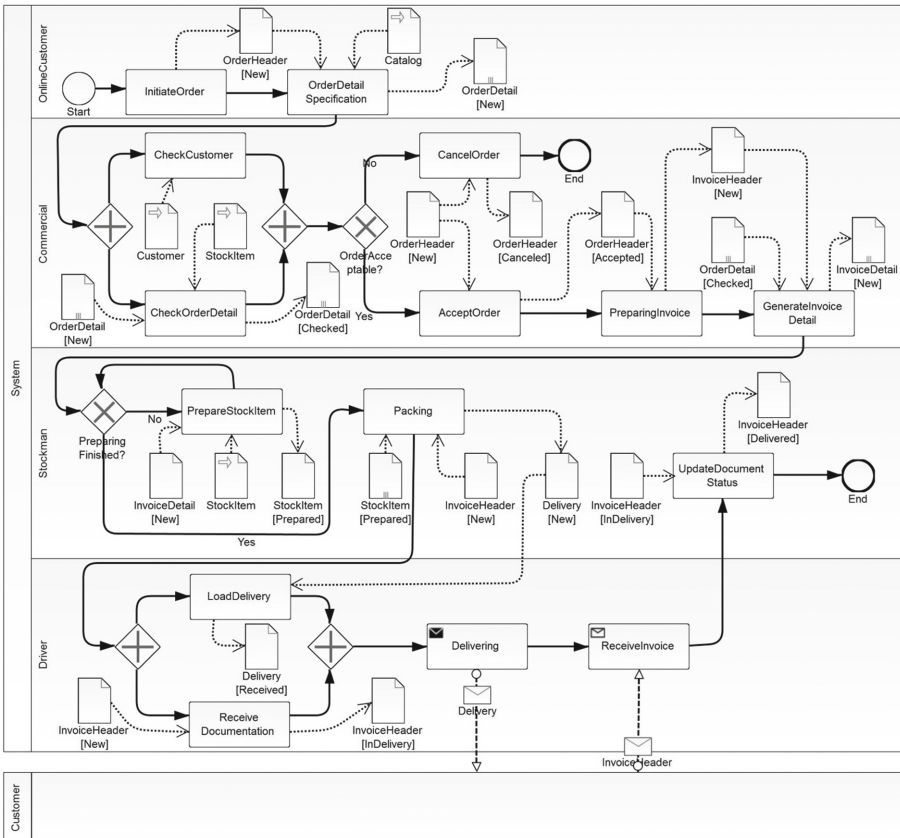 System
OnlineCustomer
Start
InitiateOrder
OrderHeader
[New]
OrderDetail
Specification
Catalog
OrderDetail
[New]
Commercial
CheckCustomer
Customer
StockItem
OrderDetail
[New]
CheckOrderDetail
OrderDetail
[Checked]
No
OrderAcce
ptable?
Yes
CancelOrder
End
OrderHeader
[New]
OrderHeader
[Canceled]
OrderHeader
[Accepted]
AcceptOrder
PreparingInvoice
InvoiceHeader
[New]
OrderDetail
[Checked]
InvoiceDetail
[New]
GenerateInvoice
Detail
Stockman
Preparing
Finished?
No
Yes
PrepareStockItem
InvoiceDetail
[New]
StockItem
StockItem
[Prepared]
Packing
StockItem
[Prepared]
InvoiceHeader
[New]
Delivery
[New]
InvoiceHeader
[InDelivery]
InvoiceHeader
[Delivered]
UpdateDocument
Status
End
Driver
LoadDelivery
Delivery
[Received]
InvoiceHeader
[New]
Receive
Documentation
InvoiceHeader
[InDelivery]
Delivering
ReceiveInvoice
Delivery
InvoiceHeader
Customer